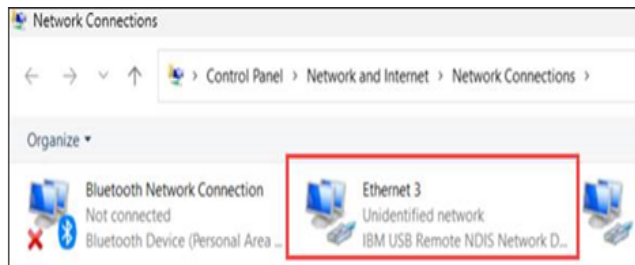 Network Connections
Control Panel > Network and Internet > Network Connections >
Organize
Bluetooth Network Connection
Not connected
Bluetooth Device (Personal Area ...
Ethernet 3
Unidentified network
IBM USB Remote NDIS Network D...